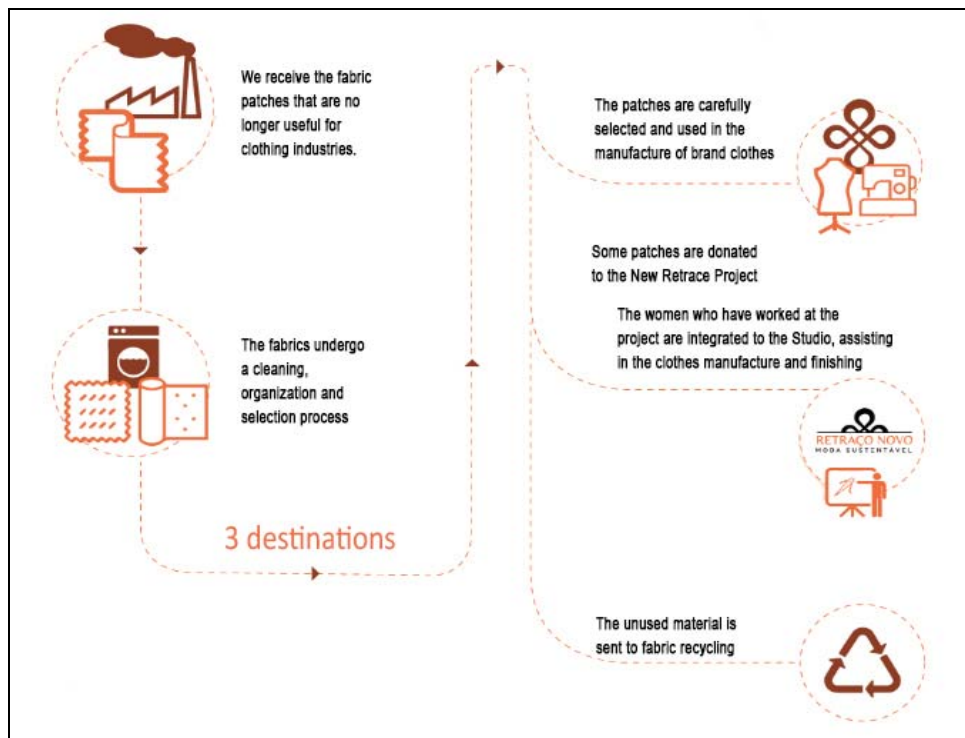 We receive the fabric
patches that are no
longer useful for
clothing industries.
The fabrics undergo
a cleaning,
organization and
selection process
3 destinations
The patches are carefully
selected and used in the
manufacture of brand clothes
Some patches are donated
to the New Retrace Project
The women who have worked at the
project are integrated to the Studio, assisting
in the clothes manufacture and finishing
RETRAÇO NOVO
MODA SUSTENTÁVEL
The unused material is
sent to fabric recycling